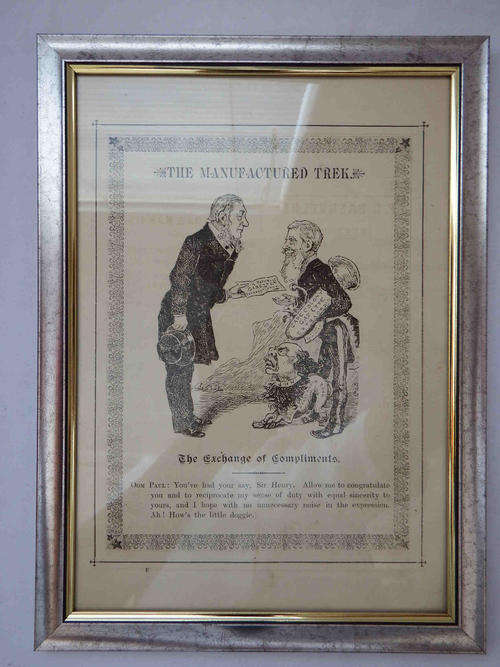 THE MANUFACTURED TREK
The Exchange of Compliments.
OOM PAUL: You've had your say, Sir Henry. Allow me to congratulate
you and to reciprocate my sense of duty with equal sincerity to
yours, and I hope with no unnecessary noise in the expression.
Ah! How's the little doggie.
E